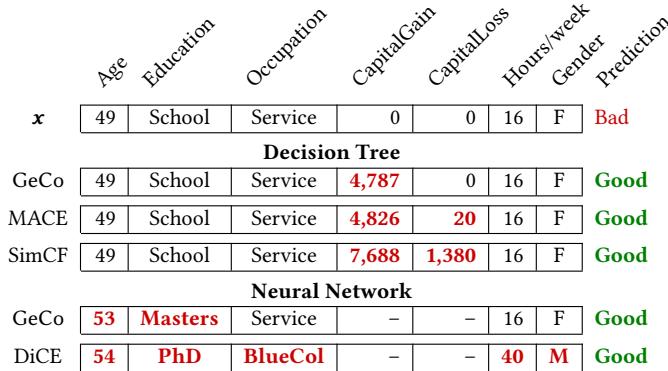 Age Education Occupation CapitalGain CapitalLoss Hours/week Gender Prediction
x 49 School Service 0 0 16 F Bad
Decision Tree
GeCo 49 School Service 4,787 0 16 F Good
MACE 49 School Service 4,826 20 16 F Good
SimCF 49 School Service 7,688 1,380 16 F Good
Neural Network
GeCo 53 Masters Service – – 16 F Good
DiCE 54 PhD BlueCol – – 40 M Good